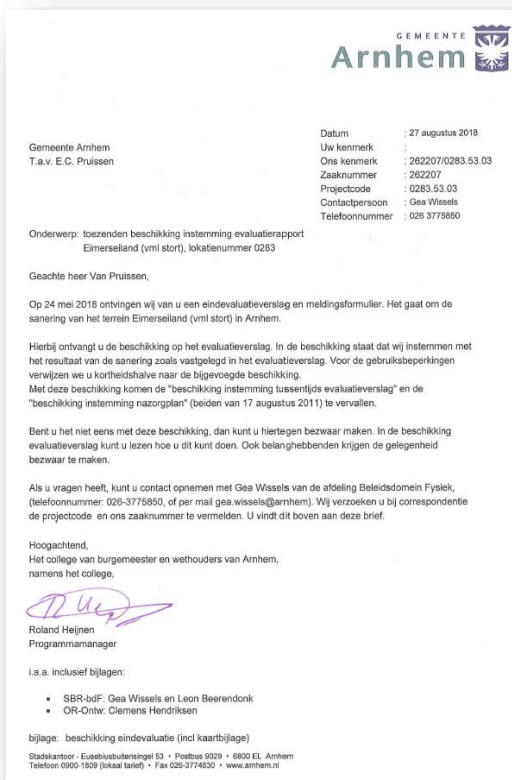 GEMEENTE
Arnhem
Gemeente Arnhem
T.a.v. E.C. Pruissen
Datum : 27 augustus 2018
Uw kenmerk :
Ons kenmerk : 262207/0283.53.03
Zaaknummer : 262207
Projectcode : 0283.53.03
Contactpersoon : Gea Wissels
Telefoonnummer : 026 3775850
Onderwerp: toezenden beschikking instemming evaluatierapport
Eimerseiland (vml stort), lokatienummer 0283
Geachte heer Van Pruissen,
Op 24 mei 2018 ontvingen wij van u een eindevaluatieverslag en meldingsformulier. Het gaat om de
sanering van het terrein Eimerseiland (vml stort) in Arnhem.
Hierbij ontvangt u de beschikking op het evaluatieverslag. In de beschikking staat dat wij instemmen met
het resultaat van de sanering zoals vastgelegd in het evaluatieverslag. Voor de gebruiksbeperkingen
verwijzen we u kortheidshalve naar de bijgevoegde beschikking.
Met deze beschikking komen de "beschikking instemming tussentijds evaluatieverslag" en de
"beschikking instemming nazorgplan" (beiden van 17 augustus 2011) te vervallen.
Bent u het niet eens met deze beschikking, dan kunt u hiertegen bezwaar maken. In de beschikking
evaluatieverslag kunt u lezen hoe u dit kunt doen. Ook belanghebbenden krijgen de gelegenheid
bezwaar te maken.
Als u vragen heeft, kunt u contact opnemen met Gea Wissels van de afdeling Beleidsdomein Fysiek,
(telefoonnummer: 026-3775850, of per mail gea.wissels@arnhem). Wij verzoeken u bij correspondentie
de projectcode en ons zaaknummer te vermelden. U vindt dit boven aan deze brief.
Hoogachtend,
Het college van burgemeester en wethouders van Arnhem,
namens het college,
Roland Heijnen
Programmamanager
i.a.a. inclusief bijlagen:
• SBR-bdF: Gea Wissels en Leon Beerendonk
• OR-Ontw: Clemens Hendriksen
bijlage: beschikking eindevaluatie (incl kaartbijlage)
Stadskantoor - Eusebiusbuitensingel 53 • Postbus 9029 • 6800 EL Arnhem
Telefoon 0900-1809 (lokaal tarief) • Fax 026-3774830 • www.arnhem.nl